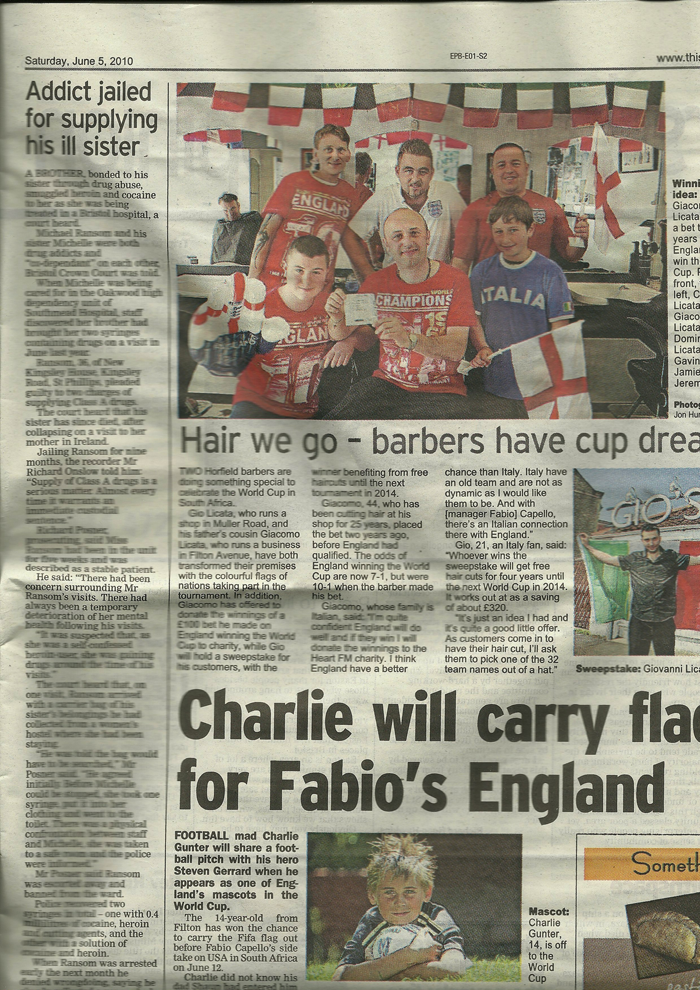 Saturday, June 5, 2010
EPB-E01-S2
www.this
Addict jailed
for supplying
his ill sister
A BROTHER, bonded to his
sister through drug abuse,
smuggled heroin and cocaine
to her as she was being
treated in a Bristol hospital, a
court heard.
Michael Ransom and his
sister Michelle were both
drug addicts and
"co-dependant" on each other,
Bristol Crown Court was told.
When Michelle was being
cared for in the Oakwood high
dependency unit of
Southmead Hospital, staff
discovered her brother had
brought her two syringes
containing drugs on a visit in
June last year.
Ransom, 36, of New
Kingsley House, Kingsley
Road, St Phillips, pleaded
guilty to two charges of
supplying Class A drugs.
The court heard that his
sister has since died, after
collapsing on a visit to her
mother in Ireland.
Jailing Ransom for nine
months, the recorder Mr
Richard Onslow told him:
"Supply of Class A drugs is a
serious matter. Almost every
time it warrants an
Richard Posner,
said Miss
unit
for five weeks and was
described as a stable patient.
He said: "There had been
concern surrounding Mr
Ransom's visits. There had
always been a temporary
deterioration of her mental
health following his visits.
"It was suspected that, as
she was a self-confessed
heroin user, she was
drugs of his
visits."
The court heard that, on
one visit, Ransom arrived
with a carrier bag of his
sister's belongings he had
collected a women's
hostel where she had been
staying.
"He was told the bag would
have to be searched," Mr
Posner said. "He agreed
initially. Before Michelle
could be stopped, she took one
syringe, put it into her
clothing and went to the
toilet. There was a physical
confrontation between staff
and Michelle, she was taken
to a safe room and the police
were informed."
Mr Posner said Ransom
was escorted away and
banned from the ward.
Police recovered two
syringes in total – one with 0.4
millilitres of cocaine, heroin
and cutting agents, and the
other with a solution of
cocaine and heroin.
When Ransom was arrested
early the next month he
denied wrongdoing, saying he
ENGLAND
CHAMPIONS
ITALIA
ENGLAND
Winni
idea:
Giaco
Licata
a bet t
years
Engla
win th
Cup. F
front,
left, C
Licata
Giaco
Licata
Domin
Licata
Gavin
Jamie
Jerem
Photo
Jon Hu
Hair we go – barbers have cup drea
TWO Horfield barbers are
doing something special to
celebrate the World Cup in
South Africa.
Gio Licata, who runs a
shop in Muller Road, and
his father's cousin Giacomo
Licata, who runs a business
in Filton Avenue, have both
transformed their premises
with the colourful flags of
nations taking part in the
tournament. In addition,
Giacomo has offered to
donate the winnings of a
£100 bet he made on
England winning the World
Cup to charity, while Gio
will hold a sweepstake for
his customers, with the
winner benefiting from free
haircuts until the next
tournament in 2014.
Giacomo, 44, who has
been cutting hair at his
shop for 25 years, placed
the bet two years ago,
before England had
qualified. The odds of
England winning the World
Cup are now 7-1, but were
10-1 when the barber made
his bet.
Giacomo, whose family is
Italian, said: "I'm quite
confident England will do
well and if they win I will
donate the winnings to the
Heart FM charity. I think
England have a better
chance than Italy. Italy have
an old team and are not as
dynamic as I would like
them to be. And with
[manager Fabio] Capello,
there's an Italian connection
there with England."
Gio, 21, an Italy fan, said:
"Whoever wins the
sweepstake will get free
hair cuts for four years until
the next World Cup in 2014.
It works out at as a saving
of about £320.
"It's just an idea I had and
it's quite a good little offer.
As customers come in to
have their hair cut, I'll ask
them to pick one of the 32
team names out of a hat."
GIO'S
Sweepstake: Giovanni Lica
Charlie will carry flag
for Fabio's England
FOOTBALL mad Charlie
Gunter will share a foot-
ball pitch with his hero
Steven Gerrard when he
appears as one of Eng-
land's mascots in the
World Cup.
The 14-year-old from
Filton has won the chance
to carry the Fifa flag out
before Fabio Capello's side
take on USA in South Africa
on June 12.
Charlie did not know his
dad Shaun had entered him
Mascot:
Charlie
Gunter,
14, is off
to the
World
Cup
Someth